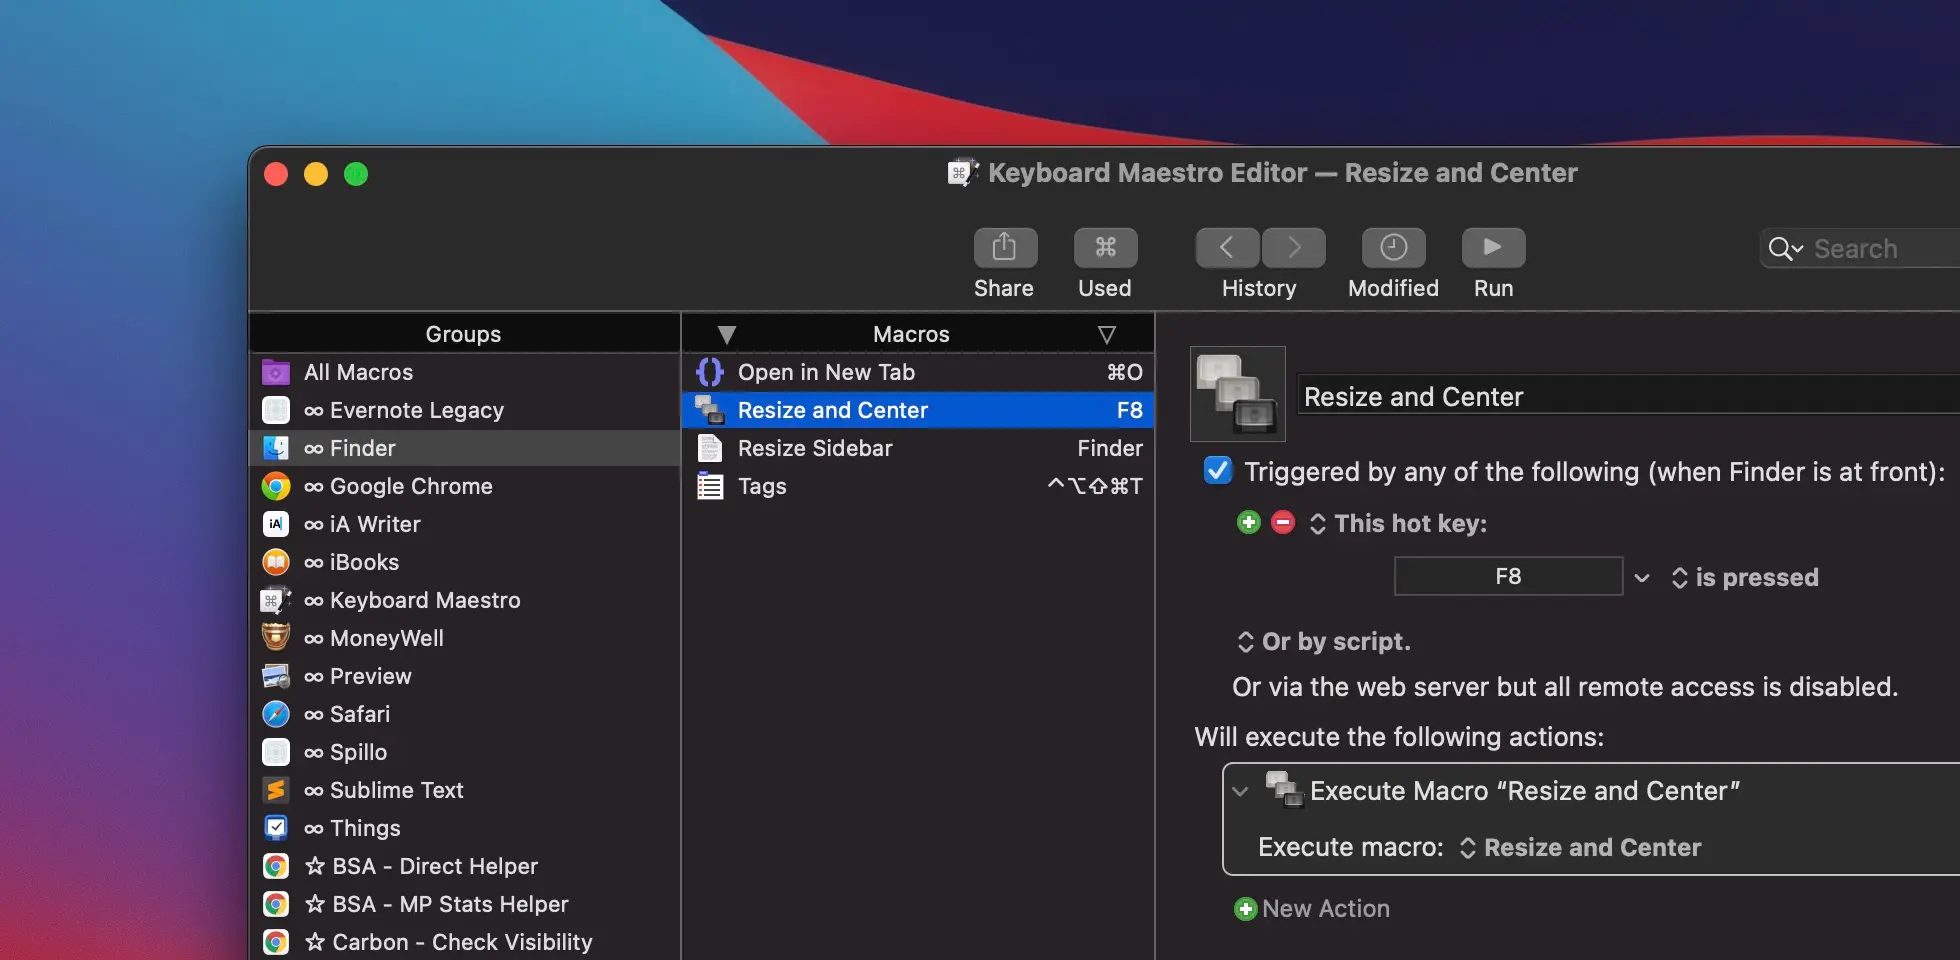 Keyboard Maestro Editor — Resize and Center
Share
Used
History
Modified
Run
Search
Groups
Macros
All Macros
∞ Evernote Legacy
∞ Finder
∞ Google Chrome
iA
∞ iA Writer
∞ iBooks
∞ Keyboard Maestro
∞ MoneyWell
∞ Preview
∞ Safari
∞ Spillo
∞ Sublime Text
∞ Things
☆ BSA - Direct Helper
☆ BSA - MP Stats Helper
☆ Carbon - Check Visibility
Open in New Tab ⌘O
Resize and Center F8
Resize Sidebar Finder
Tags ^⌥⇧⌘T
Resize and Center
Triggered by any of the following (when Finder is at front):
This hot key:
F8 is pressed
Or by script.
Or via the web server but all remote access is disabled.
Will execute the following actions:
Execute Macro “Resize and Center”
Execute macro: Resize and Center
New Action